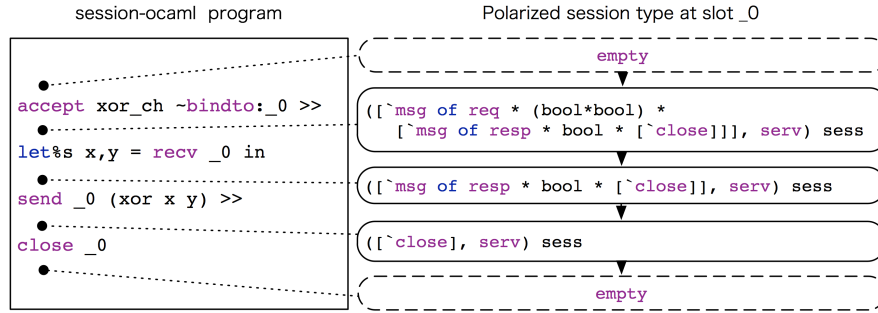 session-ocaml program
Polarized session type at slot _0
accept xor_ch ~bindto:_0 >>
let%s x,y = recv _0 in
send _0 (xor x y) >>
close _0
empty
([`msg of req * (bool*bool) *
[`msg of resp * bool * [`close]]], serv) sess
([`msg of resp * bool * [`close]], serv) sess
([`close], serv) sess
empty